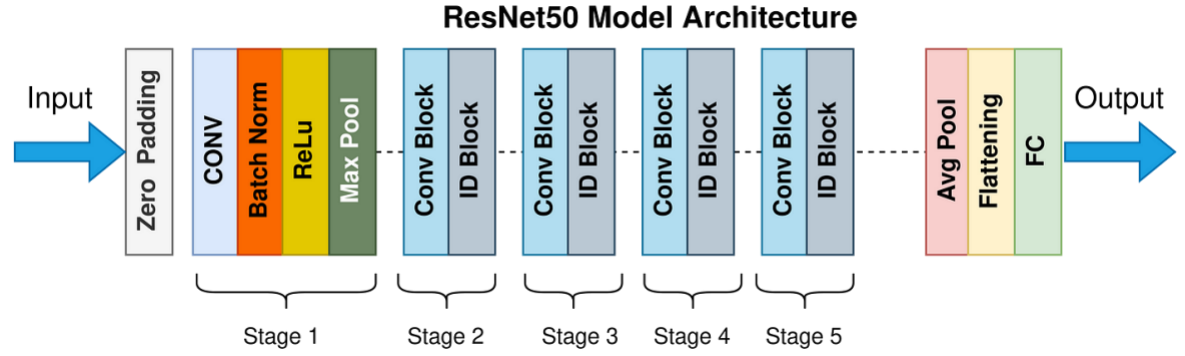 ResNet50 Model Architecture
Input
Zero Padding
CONV
Batch Norm
ReLu
Max Pool
Conv Block
ID Block
Conv Block
ID Block
Conv Block
ID Block
Conv Block
ID Block
Avg Pool
Flattening
FC
Output
Stage 1
Stage 2
Stage 3
Stage 4
Stage 5